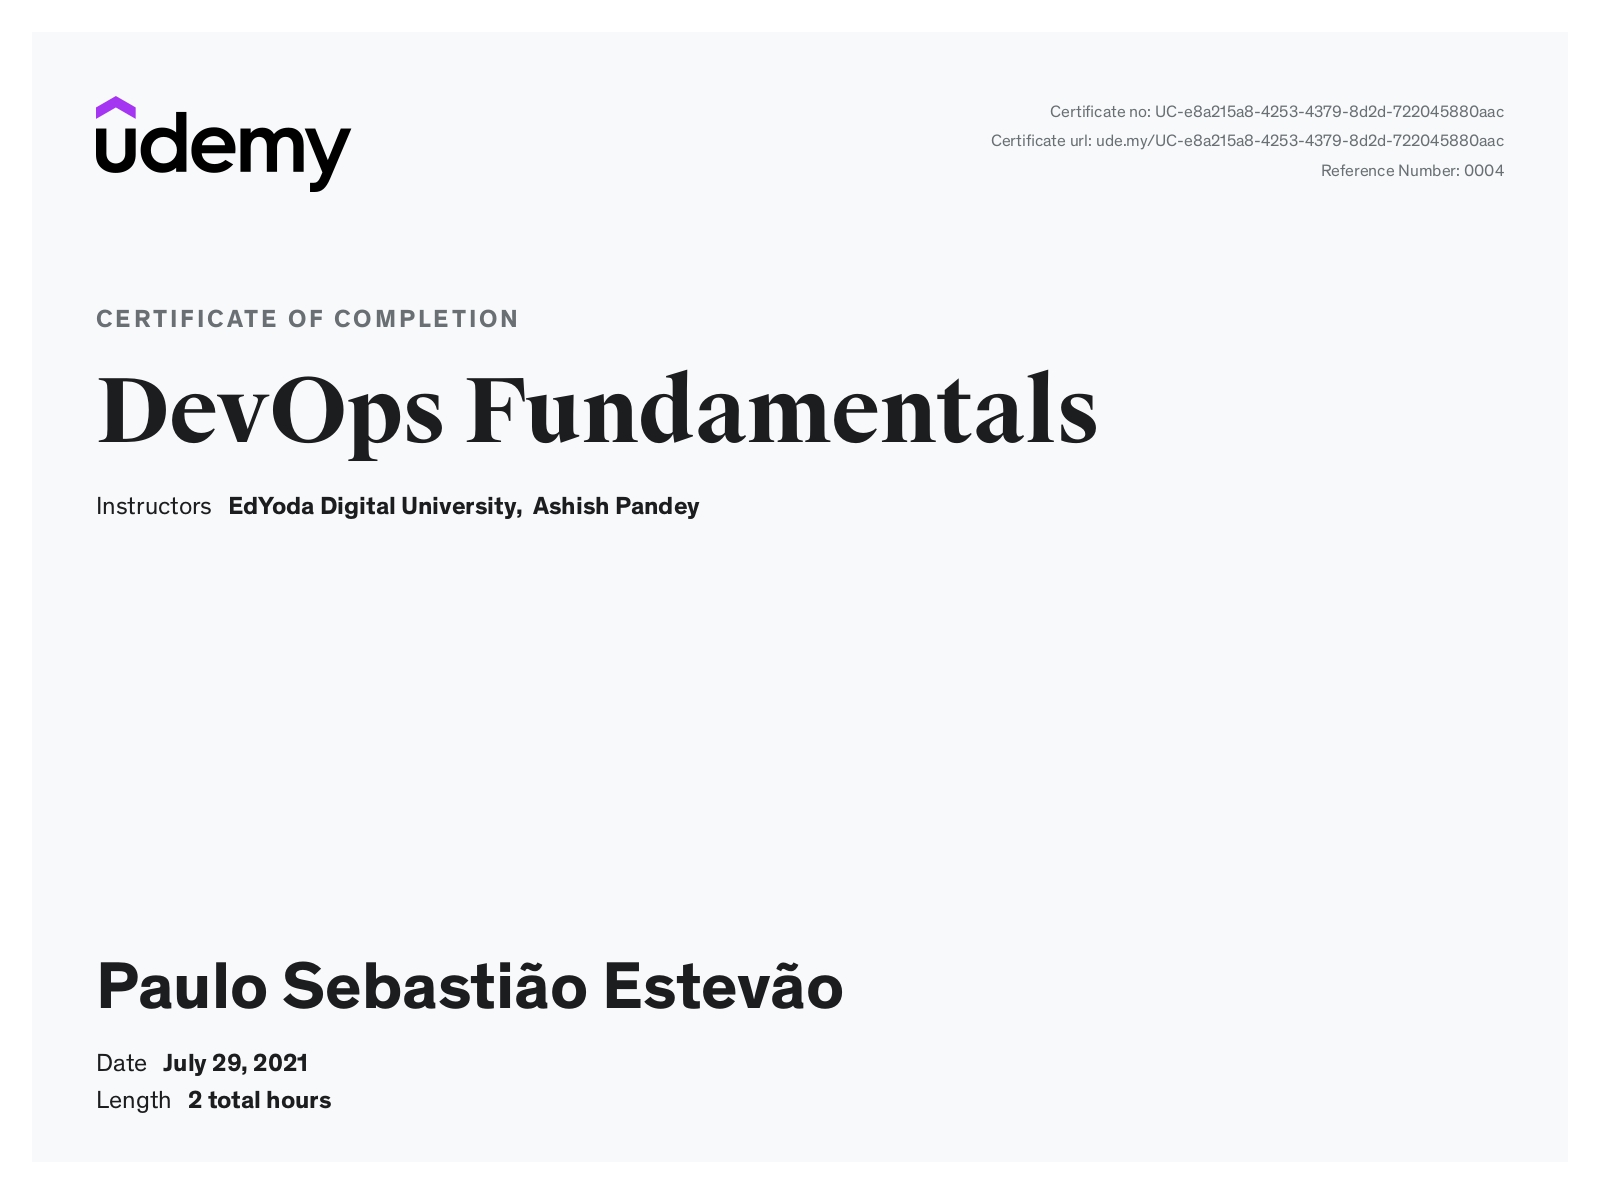 udemy
Certificate no: UC-e8a215a8-4253-4379-8d2d-722045880aac
Certificate url: ude.my/UC-e8a215a8-4253-4379-8d2d-722045880aac
Reference Number: 0004
CERTIFICATE OF COMPLETION
DevOps Fundamentals
Instructors EdYoda Digital University, Ashish Pandey
Paulo Sebastião Estevão
Date July 29, 2021
Length 2 total hours